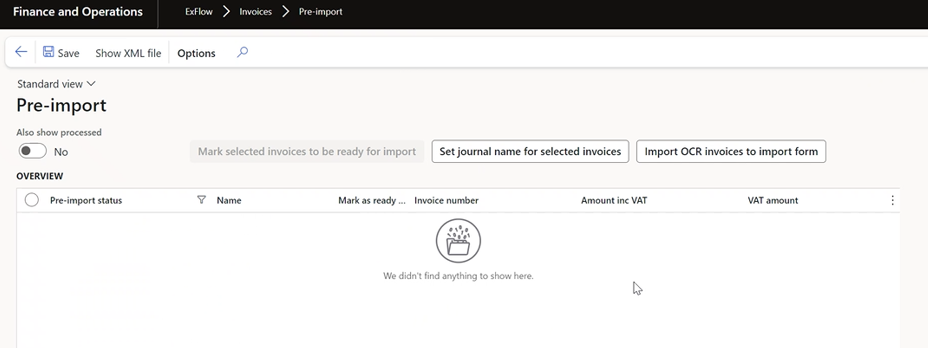 Finance and Operations ExFlow Invoices Pre-import
Save Show XML file Options
Standard view
Pre-import
Also show processed
No Mark selected invoices to be ready for import Set journal name for selected invoices Import OCR invoices to import form
OVERVIEW
Pre-import status Name Mark as ready ... Invoice number Amount inc VAT VAT amount
We didn't find anything to show here.